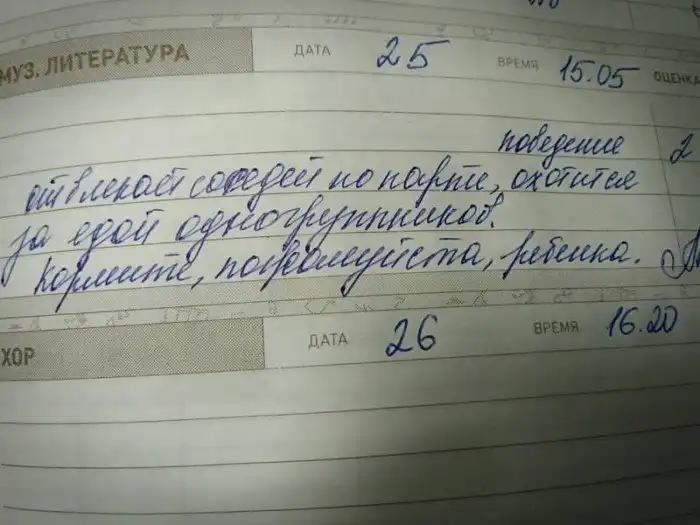 МУЗ. ЛИТЕРАТУРА ДАТА 25 ВРЕМЯ 15.05 ОЦЕНКА
поведение 2
отвлекает соседей по парте, охотится
за едой одногруппников.
Кормите, пожалуйста, ребенка.
ХОР ДАТА 26 ВРЕМЯ 16.20